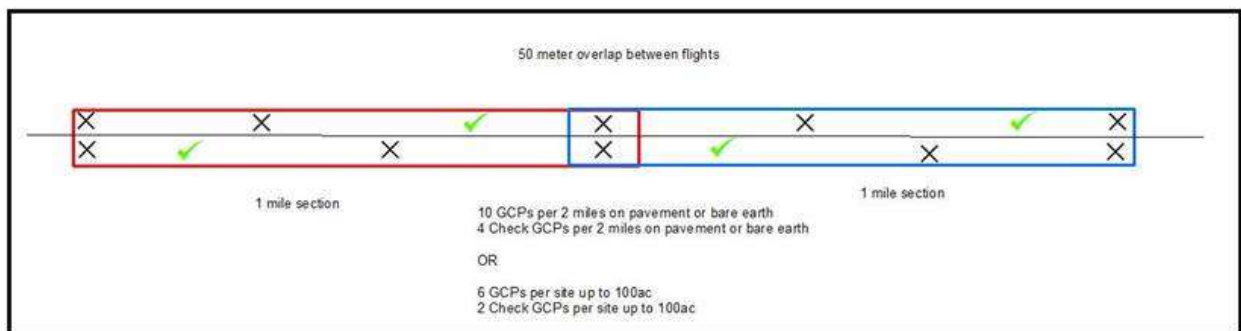 50 meter overlap between flights
1 mile section
1 mile section
10 GCPs per 2 miles on pavement or bare earth
4 Check GCPs per 2 miles on pavement or bare earth
OR
6 GCPs per site up to 100ac
2 Check GCPs per site up to 100ac